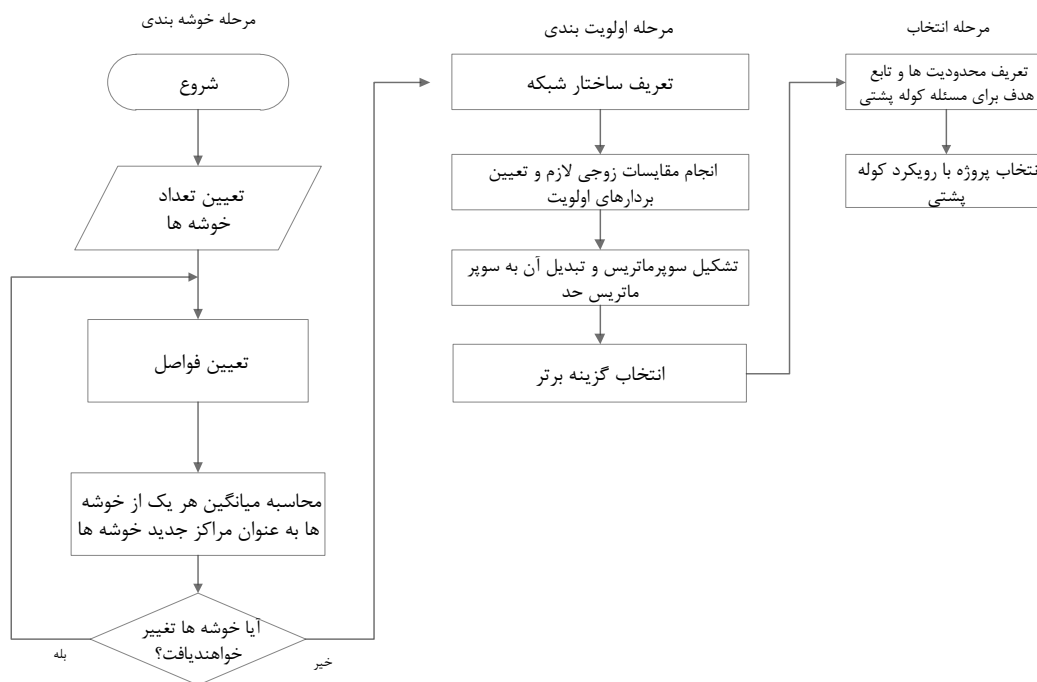 مرحله خوشه بندی
شروع
تعیین تعداد
خوشه ها
تعیین فواصل
محاسبه میانگین هر یک از خوشه
ها به عنوان مراکز جدید خوشه ها
آیا خوشه ها تغییر
خواهندیافت؟
بله
خیر
مرحله اولویت بندی
تعریف ساختار شبکه
انجام مقایسات زوجی لازم و تعیین
بردارهای اولویت
تشکیل سوپرماتریس و تبدیل آن به سوپر
ماتریس حد
انتخاب گزینه برتر
مرحله انتخاب
تعریف محدودیت ها و تابع
هدف برای مسئله کوله پشتی
نتخاب پروژه با رویکرد کوله
پشتی